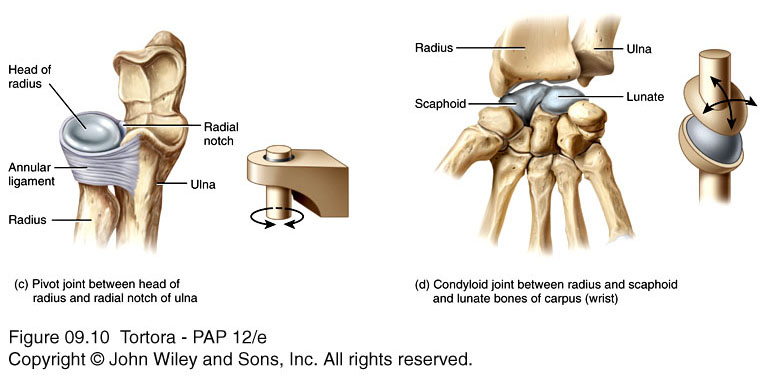 Head of
radius
Radial
notch
Annular
ligament
Ulna
Radius
(c) Pivot joint between head of
radius and radial notch of ulna
Radius
Ulna
Scaphoid
Lunate
(d) Condyloid joint between radius and scaphoid
and lunate bones of carpus (wrist)
Figure 09.10 Tortora - PAP 12/e
Copyright © John Wiley and Sons, Inc. All rights reserved.